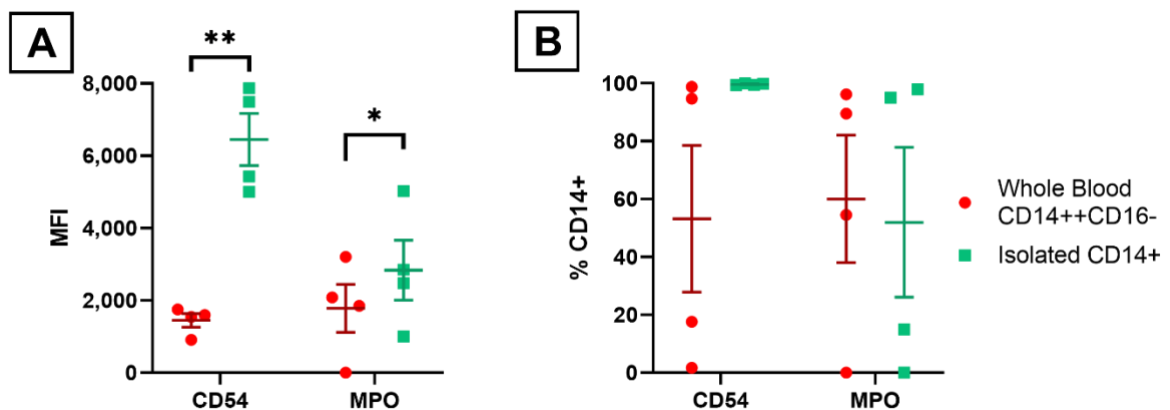 A
**
*
8,000
6,000
4,000
2,000
0
MFI
CD54
MPO
B
100
80
60
40
20
0
% CD14+
CD54
MPO
Whole Blood
CD14++CD16-
Isolated CD14+